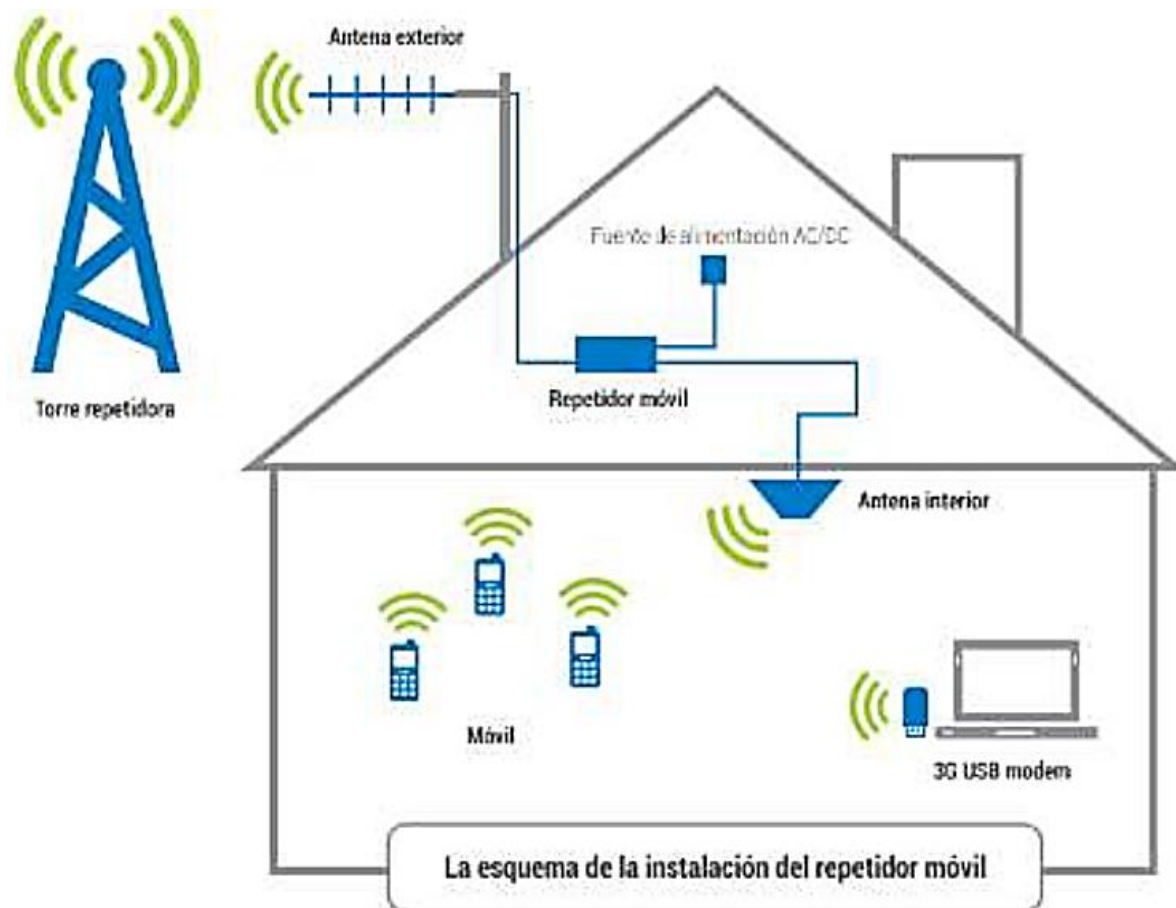 Antena exterior
Fuente de alimentación AC/DC
Torre repetidora
Repetidor móvil
Antena interior
Móvil
3G USB modem
La esquema de la instalación del repetidor móvil